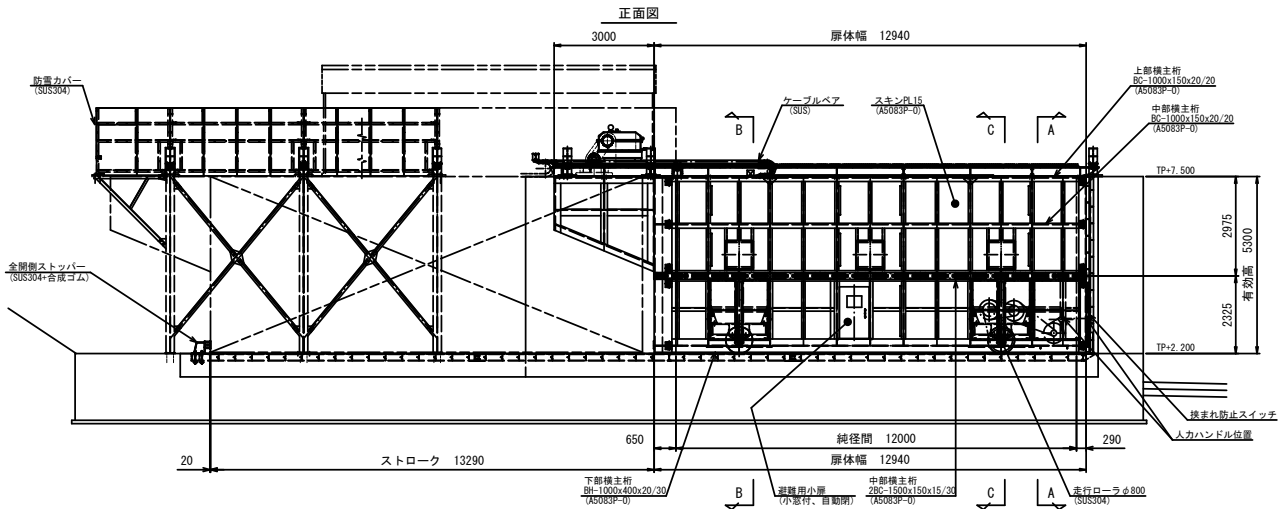 正面図
3000
扉体幅 12940
防雪カバー
(SUS304)
ケーブルベア
(SUS)
スキンPL15
(A5083P-O)
上部横主桁
BC-1000x150x20/20
(A5083P-O)
中部横主桁
BC-1000x150x20/20
(A5083P-O)
B
C
A
TP+7.500
2975
有効高 5300
2325
TP+2.200
全開側ストッパー
(SUS304+合成ゴム)
挟まれ防止スイッチ
人力ハンドル位置
650
純径間 12000
290
20
ストローク 13290
扉体幅 12940
下部横主桁
BH-1000x400x20/30
(A5083P-O)
避難用小扉
(小窓付、自動閉)
中部横主桁
2BC-1500x150x15/30
(A5083P-O)
走行ローラφ800
(SUS304)
B
C
A